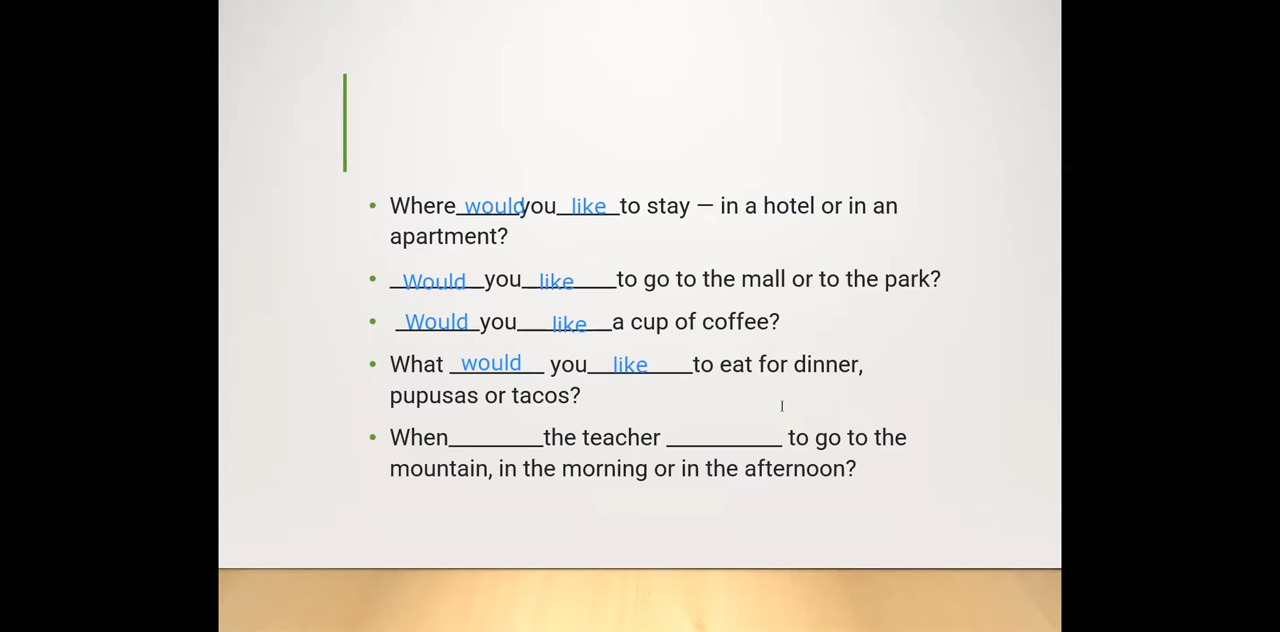 • Where would you like to stay — in a hotel or in an
apartment?
• Would you like to go to the mall or to the park?
• Would you like a cup of coffee?
• What would you like to eat for dinner,
pupusas or tacos?
• When________the teacher __________ to go to the
mountain, in the morning or in the afternoon?